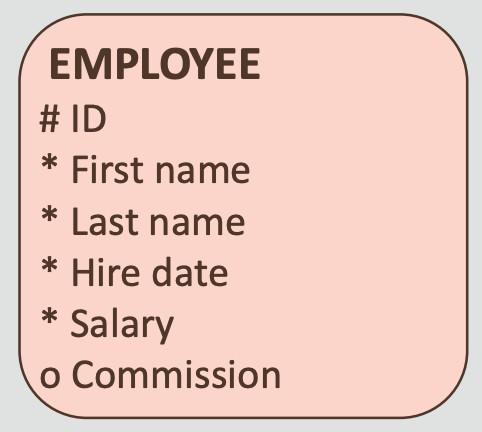 EMPLOYEE
# ID
* First name
* Last name
* Hire date
* Salary
o Commission